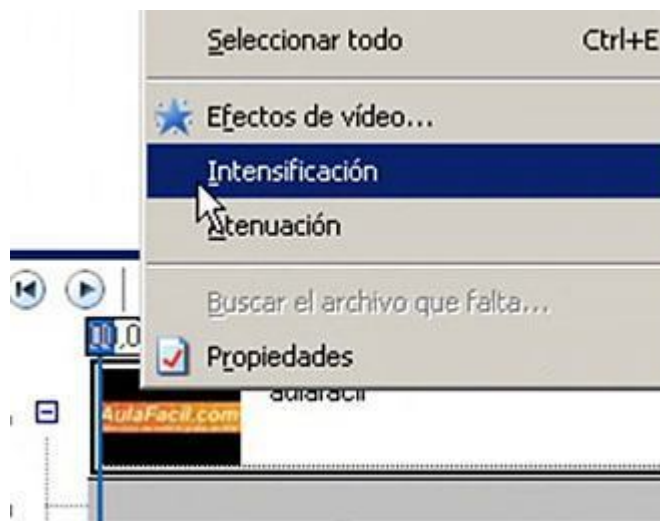 Seleccionar todo Ctrl+E
Efectos de vídeo...
Intensificación
Atenuación
Buscar el archivo que falta...
Propiedades
aulafacil
AulaFacil.com